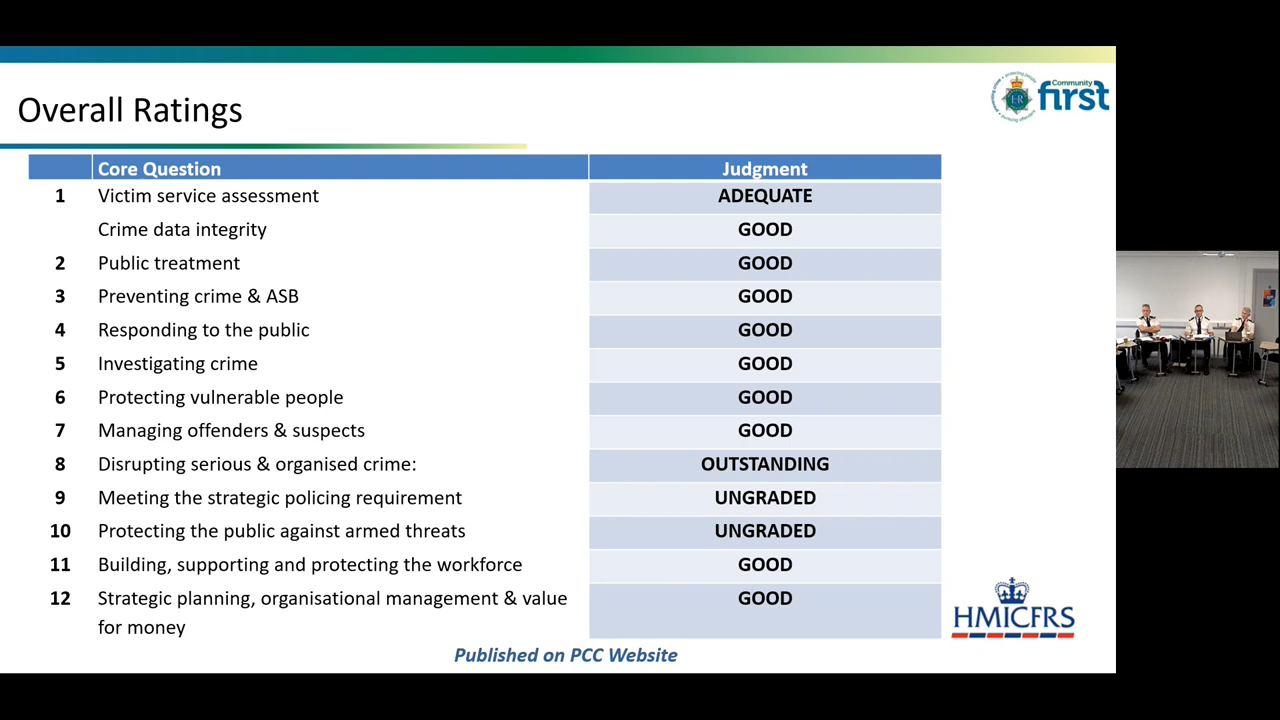 Overall Ratings
Community
first
Core Question Judgment
1 Victim service assessment ADEQUATE
Crime data integrity GOOD
2 Public treatment GOOD
3 Preventing crime & ASB GOOD
4 Responding to the public GOOD
5 Investigating crime GOOD
6 Protecting vulnerable people GOOD
7 Managing offenders & suspects GOOD
8 Disrupting serious & organised crime: OUTSTANDING
9 Meeting the strategic policing requirement UNGRADED
10 Protecting the public against armed threats UNGRADED
11 Building, supporting and protecting the workforce GOOD
12 Strategic planning, organisational management & value GOOD
for money
HMICFRS
Published on PCC Website